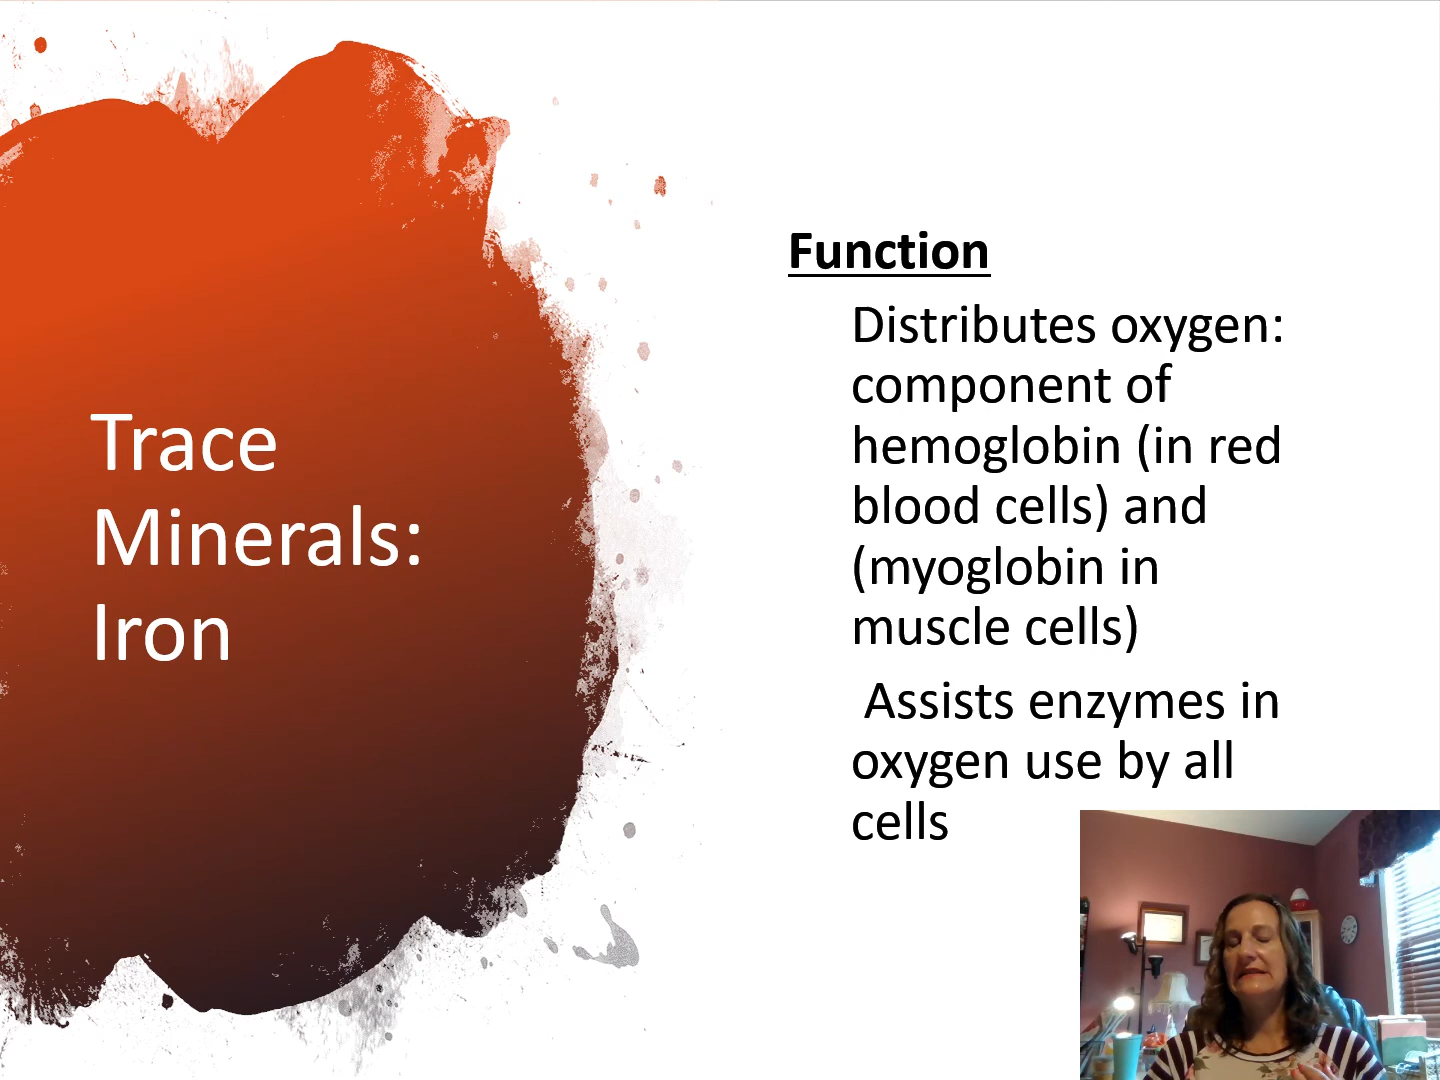 Trace
Minerals:
Iron
Function
Distributes oxygen:
component of
hemoglobin (in red
blood cells) and
(myoglobin in
muscle cells)
Assists enzymes in
oxygen use by all
cells